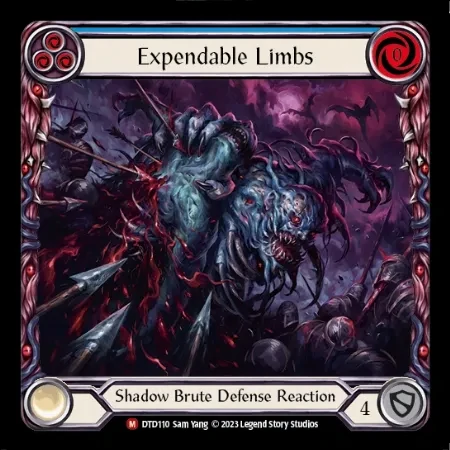 Expendable Limbs
0
Shadow Brute Defense Reaction
4
M DTD110 Sam Yang © 2023 Legend Story Studios